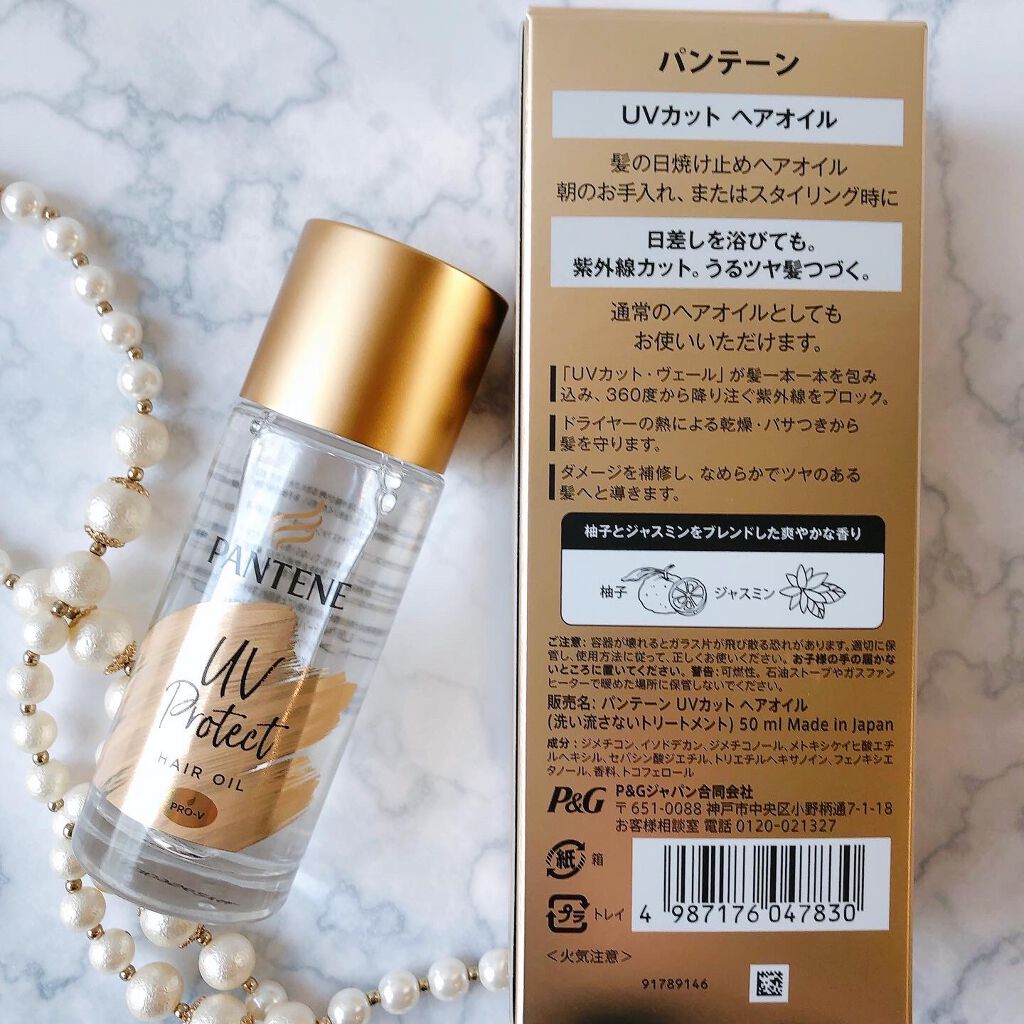 PANTENE
UV
Protect
HAIR OIL
PRO-V
パンテーン
UVカット ヘアオイル
髪の日焼け止めヘアオイル
朝のお手入れ、またはスタイリング時に
日差しを浴びても。
紫外線カット。うるツヤ髪つづく。
通常のヘアオイルとしても
お使いいただけます。
「UVカット・ヴェール」が髪一本一本を包み
込み、360度から降り注ぐ紫外線をブロック。
ドライヤーの熱による乾燥・パサつきから
髪を守ります。
ダメージを補修し、なめらかでツヤのある
髪へと導きます。
柚子とジャスミンをブレンドした爽やかな香り
柚子 ジャスミン
ご注意: 容器が壊れるとガラス片が飛び散る恐れがあります。適切に保
管し、使用方法に従って、正しくお使いください。お子様の手の届かな
いところに置いてください。警告: 可燃性。石油ストーブやガスファン
ヒーターで暖めた場所に保管しないでください。
販売名: パンテーン UVカット ヘアオイル
(洗い流さないトリートメント) 50 ml Made in Japan
成分 : ジメチコン、イソドデカン、ジメチコノール、メトキシケイヒ酸エチ
ルヘキシル、セバシン酸ジエチル、トリエチルヘキサノイン、フェノキシエ
タノール、香料、トコフェロール
P&G P&Gジャパン合同会社
〒651-0088 神戸市中央区小野柄通7-1-18
お客様相談室 電話 0120-021327
紙 箱
プラ トレイ
4 987176 047830
＜火気注意＞
91789146